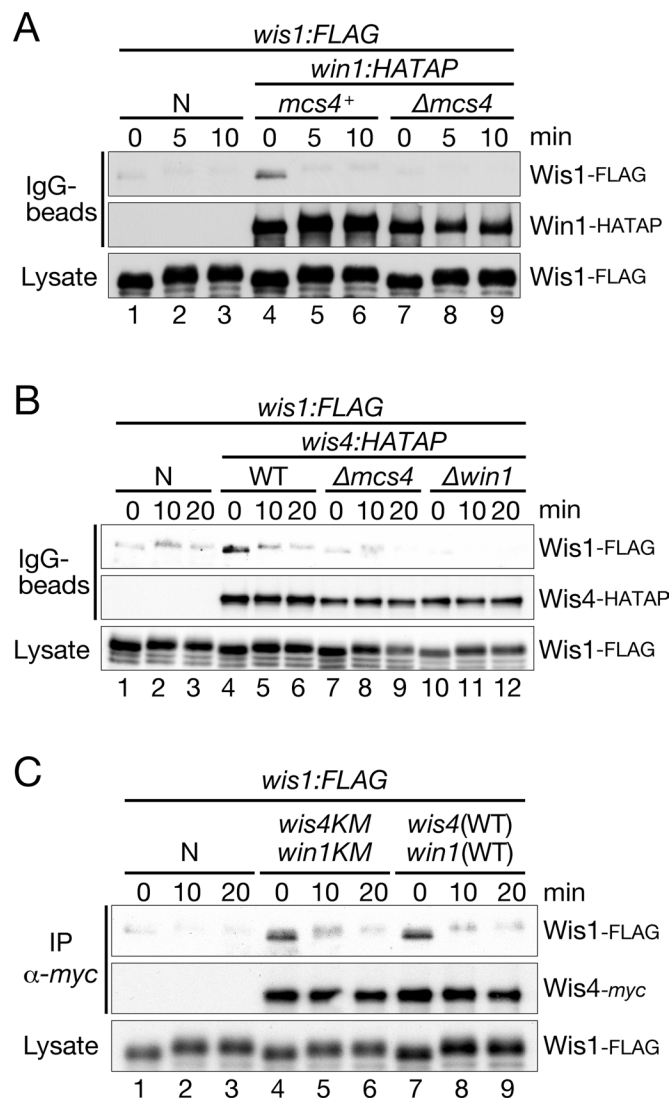 A
wis1:FLAG
win1:HATAP
N mcs4+ Δmcs4
0 5 10 0 5 10 0 5 10 min
IgG-
beads
Wis1-FLAG
Win1-HATAP
Lysate Wis1-FLAG
1 2 3 4 5 6 7 8 9
B
wis1:FLAG
wis4:HATAP
N WT Δmcs4 Δwin1
0 10 20 0 10 20 0 10 20 0 10 20 min
IgG-
beads
Wis1-FLAG
Wis4-HATAP
Lysate Wis1-FLAG
1 2 3 4 5 6 7 8 9 10 11 12
C
wis1:FLAG
wis4KM wis4(WT)
N win1KM win1(WT)
0 10 20 0 10 20 0 10 20 min
IP
α-myc
Wis1-FLAG
Wis4-myc
Lysate Wis1-FLAG
1 2 3 4 5 6 7 8 9